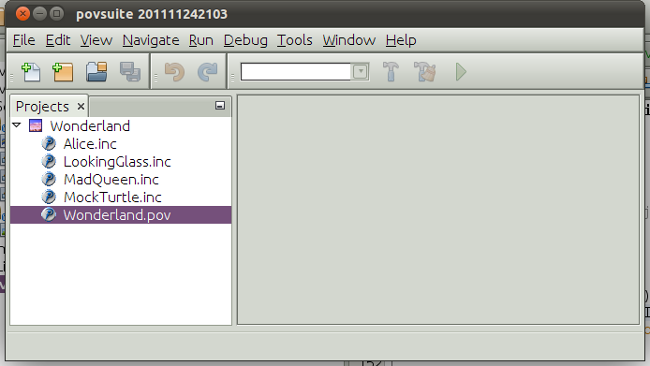 povsuite 201111242103
File Edit View Navigate Run Debug Tools Window Help
Projects
Wonderland
Alice.inc
LookingGlass.inc
MadQueen.inc
MockTurtle.inc
Wonderland.pov